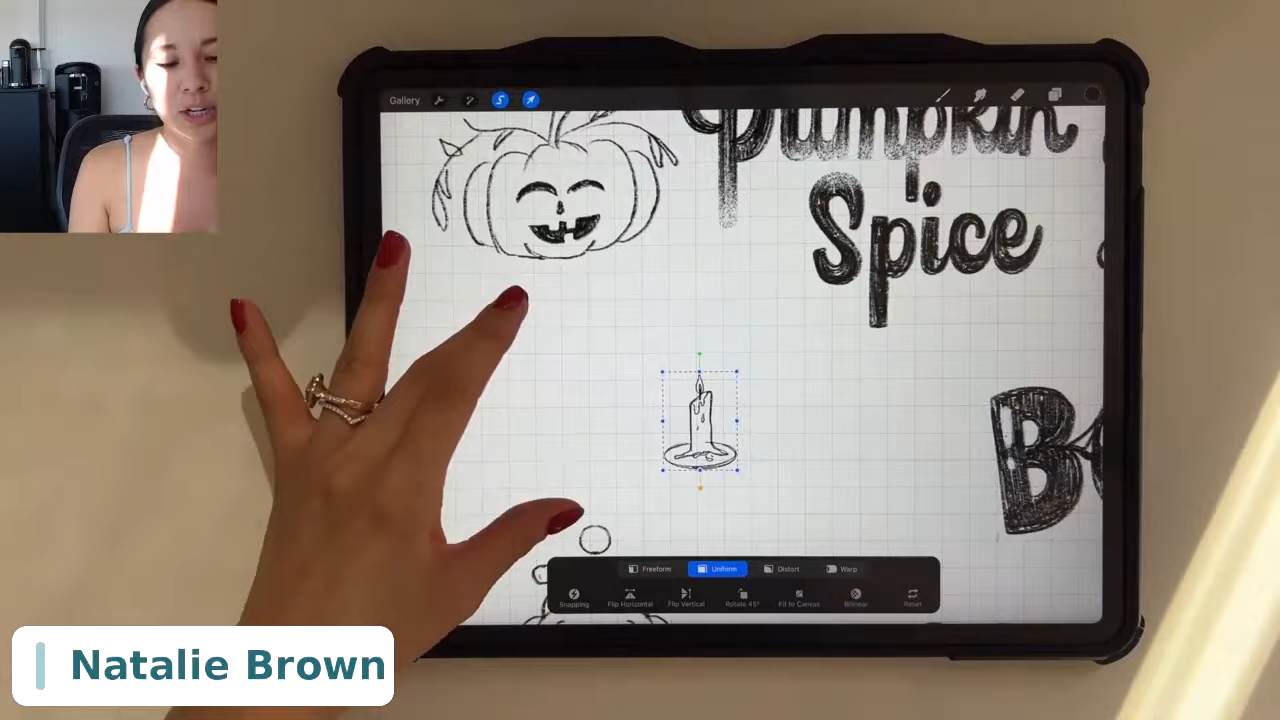 Gallery
Pumpkin
Spice
B
Freeform
Uniform
Distort
Warp
Snapping
Flip Horizontal
Flip Vertical
Rotate 45°
Fit to Canvas
Bilinear
Reset
Natalie Brown